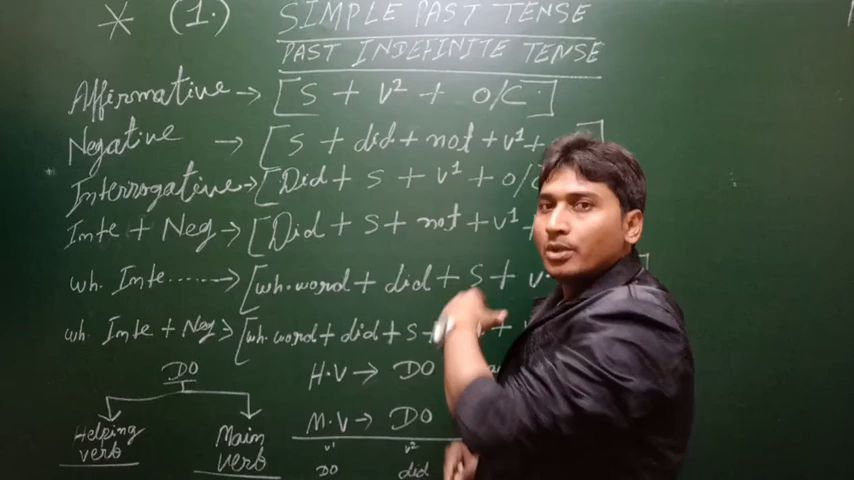 * (1.) SIMPLE PAST TENSE
PAST INDEFINITE TENSE
Affirmative → [S + V² + O/C.]
Negative → [S + did + not + V¹ +
Interrogative → [Did + S + V¹ + O/C
Inte + Neg → [Did + S + not + V¹ +
wh. Inte......→ [wh.word + did + S + V
wh. Inte + Neg → [wh.word + did + S +
DO
Helping verb
Main verb
H.V → DO
M.V → DO
V¹ V²
DO did